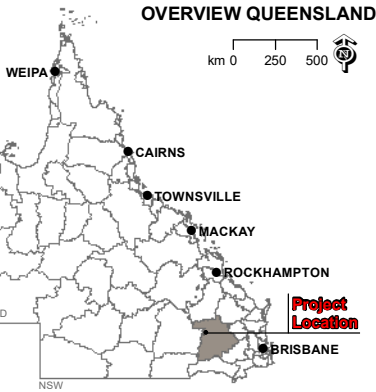 OVERVIEW QUEENSLAND
km 0 250 500
N
WEIPA
CAIRNS
TOWNSVILLE
MACKAY
ROCKHAMPTON
Project
Location
D
BRISBANE
NSW